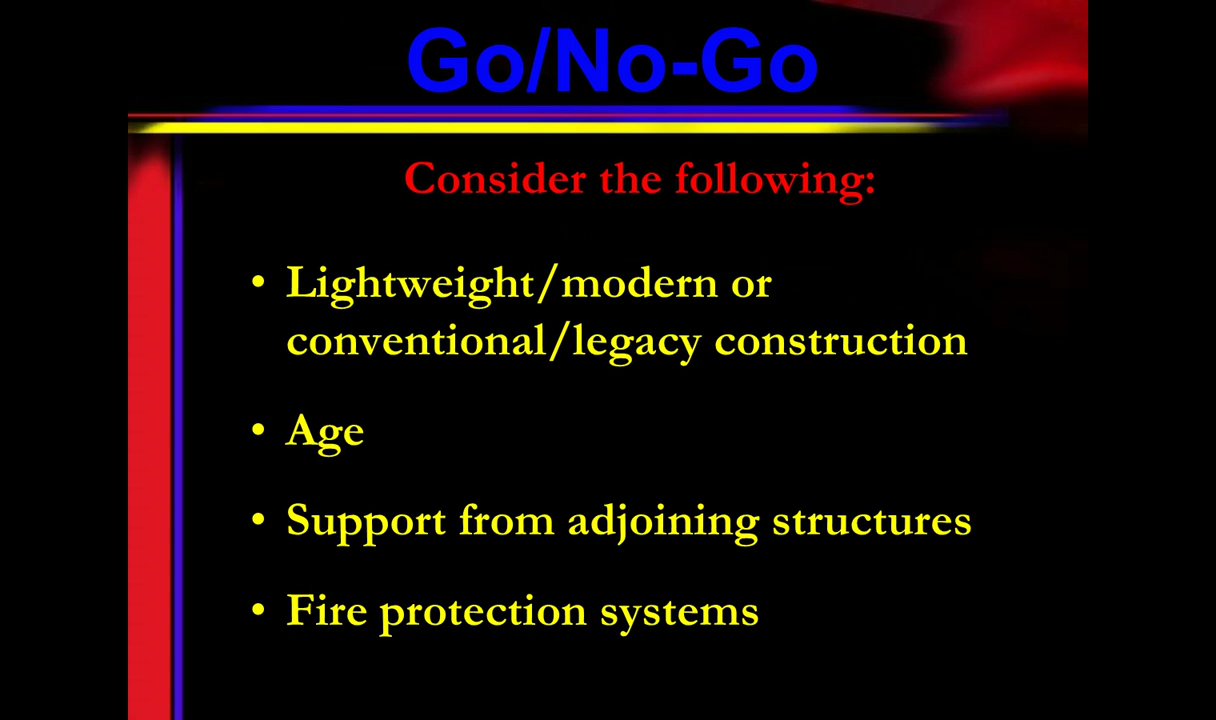 Go/No-Go
Consider the following:
• Lightweight/modern or
conventional/legacy construction
• Age
• Support from adjoining structures
• Fire protection systems